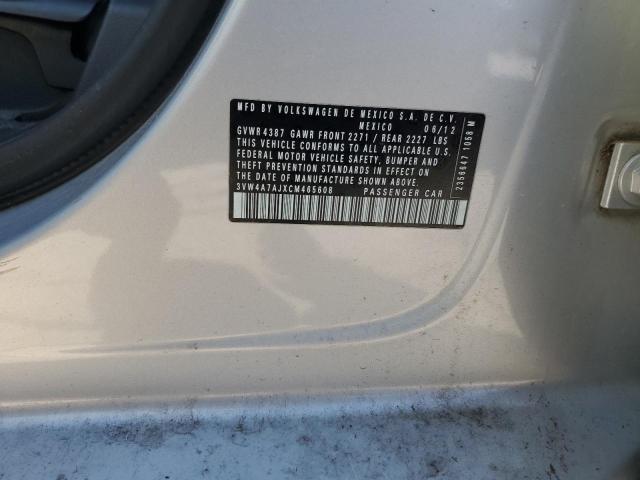 MFD BY VOLKSWAGEN DE MEXICO S.A. DE C.V.
MEXICO 06/12
GVWR 4387 GAWR FRONT 2271 / REAR 2227 LBS
THIS VEHICLE CONFORMS TO ALL APPLICABLE U.S.
FEDERAL MOTOR VEHICLE SAFETY, BUMPER AND
THEFT PREVENTION STANDARDS IN EFFECT ON
THE DATE OF MANUFACTURE SHOWN ABOVE
3VW4A7AJXCM465608 PASSENGER CAR
2356647 1058 M